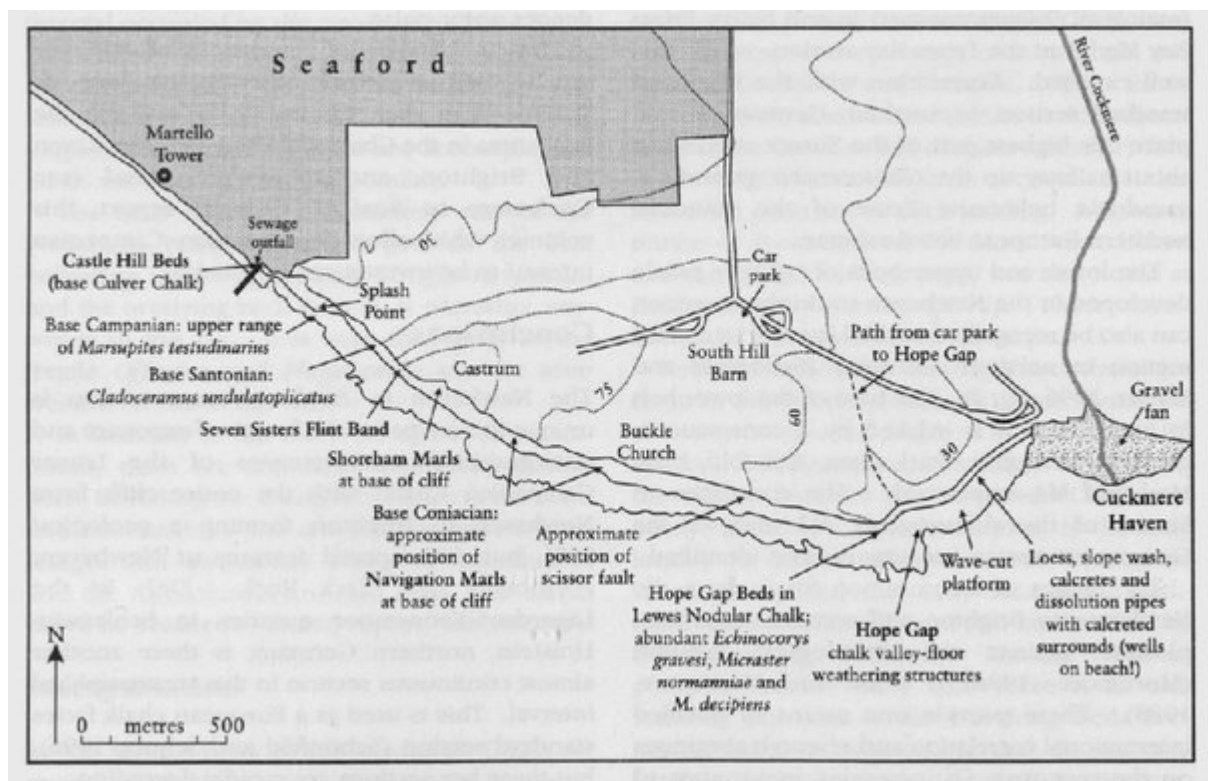 Seaford
Martello
Tower
Sewage
outfall
Castle Hill Beds
(base Culver Chalk)
Splash
Point
Base Campanian: upper range
of Marsupites testudinarius
Base Santonian:
Cladoceramus undulatoplicatus
Castrum
Seven Sisters Flint Band
Shoreham Marls
at base of cliff
Base Coniacian:
approximate
position of
Navigation Marls
at base of cliff
Approximate
position of
scissor fault
Buckle
Church
South Hill
Barn
Car
park
Path from car park
to Hope Gap
River Cuckmere
Gravel
fan
Cuckmere
Haven
65
75
60
30
Hope Gap Beds in
Lewes Nodular Chalk;
abundant Echinocorys
gravesi, Micraster
normanniae and
M. decipiens
Hope Gap
chalk valley-floor
weathering structures
Wave-cut
platform
Loess, slope wash,
calcretes and
dissolution pipes
with calcreted
surrounds (wells
on beach!)
N
0 metres 500